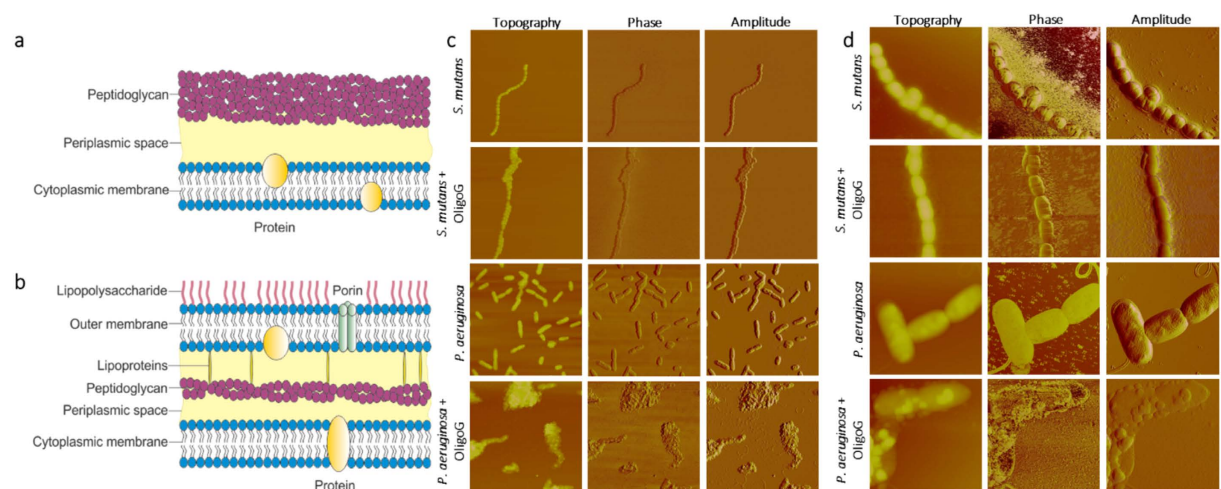 a
Peptidoglycan
Periplasmic space
Cytoplasmic membrane
Protein
b
Lipopolysaccharide
Porin
Outer membrane
Lipoproteins
Peptidoglycan
Periplasmic space
Cytoplasmic membrane
Protein
c
Topography
Phase
Amplitude
S. mutans
S. mutans +
OligoG
P. aeruginosa
P. aeruginosa +
OligoG
d
Topography
Phase
Amplitude
S. mutans
S. mutans +
OligoG
P. aeruginosa
P. aeruginosa +
OligoG